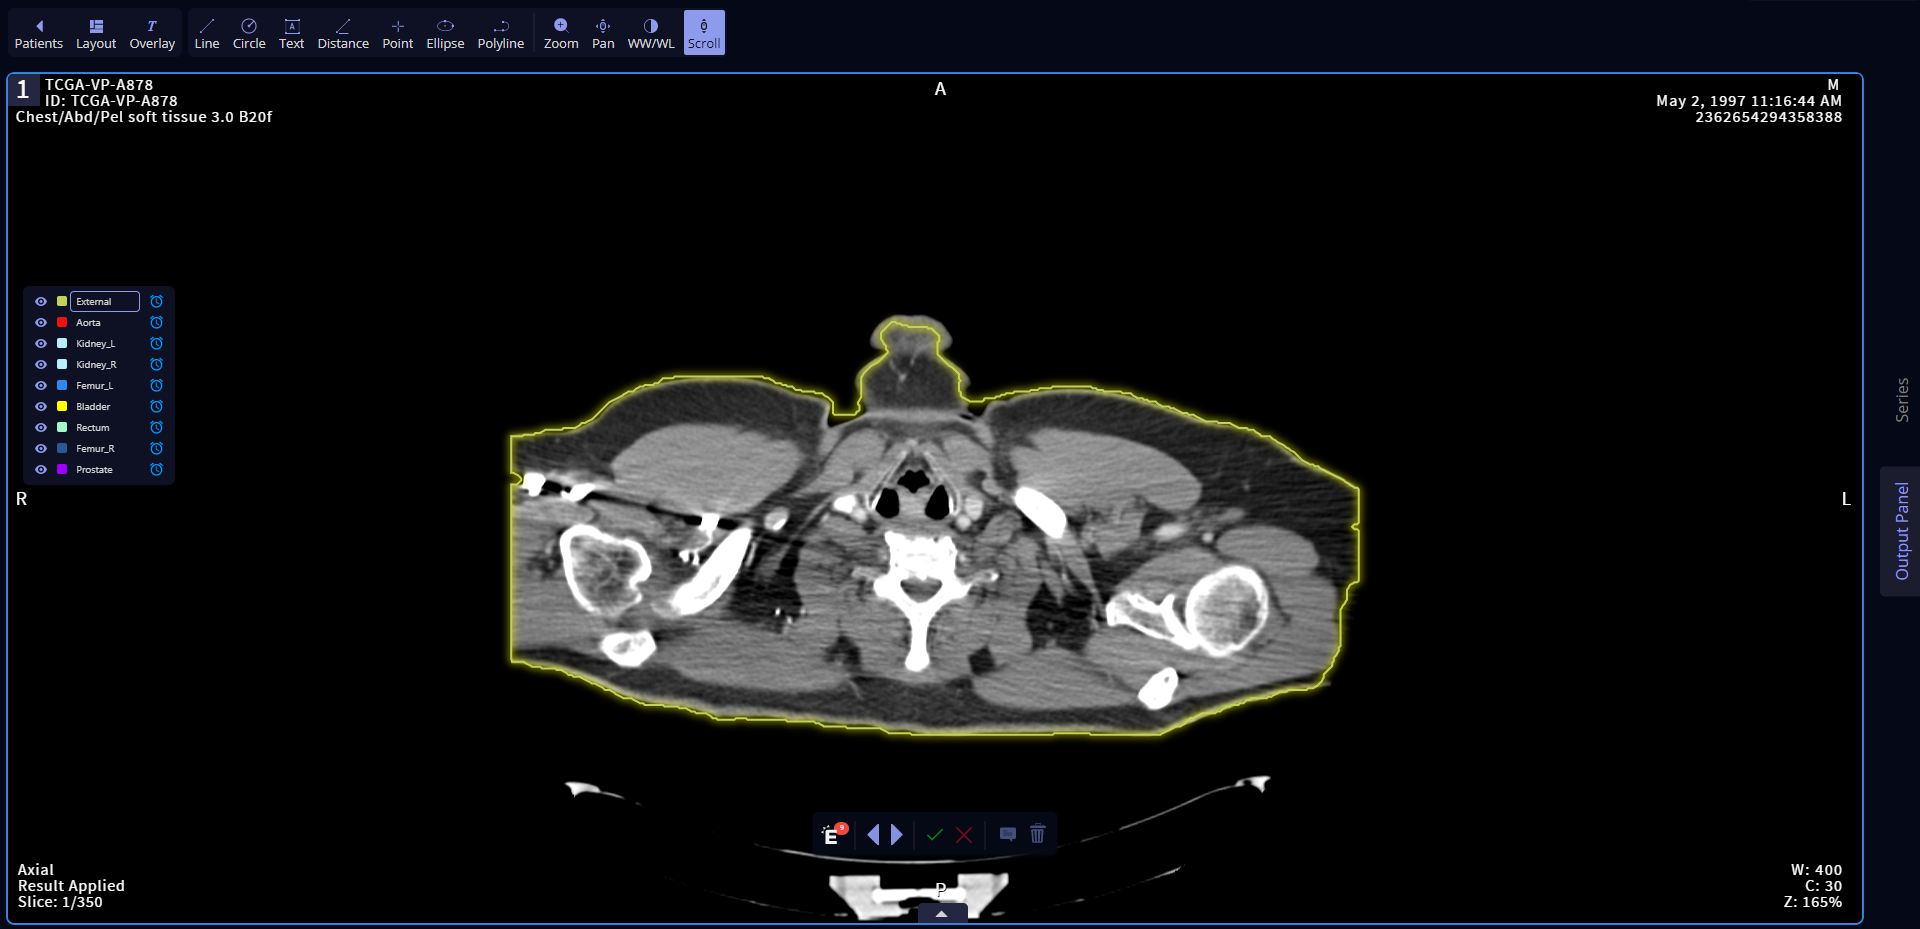 Patients Layout Overlay Line Circle Text Distance Point Ellipse Polyline Zoom Pan WW/WL Scroll
1
TCGA-VP-A878
ID: TCGA-VP-A878
Chest/Abd/Pel soft tissue 3.0 B20f
A
M
May 2, 1997 11:16:44 AM
2362654294358388
External
Aorta
Kidney_L
Kidney_R
Femur_L
Bladder
Rectum
Femur_R
Prostate
R
L
Series
Output Panel
E 9
P
Axial
Result Applied
Slice: 1/350
W: 400
C: 30
Z: 165%